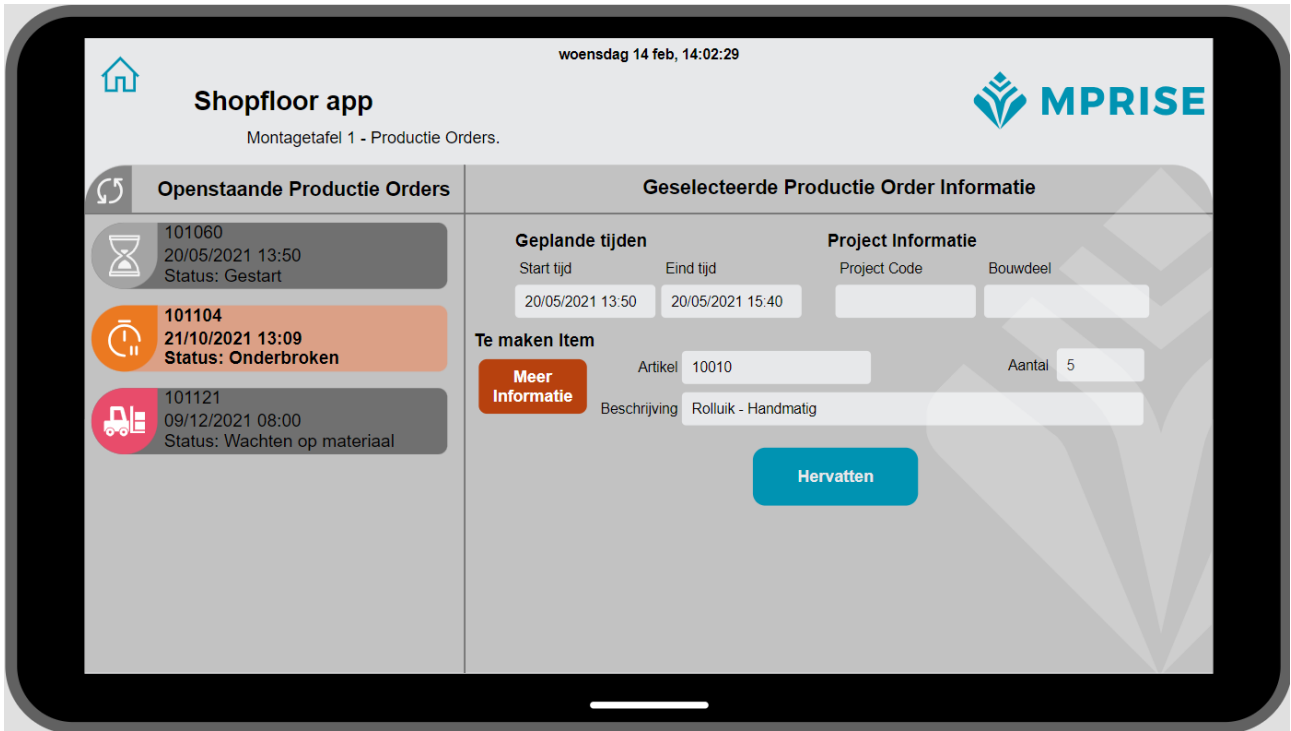 woensdag 14 feb, 14:02:29
Shopfloor app
MPRISE
Montagetafel 1 - Productie Orders.
Openstaande Productie Orders
101060
20/05/2021 13:50
Status: Gestart
101104
21/10/2021 13:09
Status: Onderbroken
101121
09/12/2021 08:00
Status: Wachten op materiaal
Geselecteerde Productie Order Informatie
Geplande tijden
Project Informatie
Start tijd
Eind tijd
Project Code
Bouwdeel
20/05/2021 13:50
20/05/2021 15:40
Te maken Item
Meer
Informatie
Artikel 10010
Aantal 5
Beschrijving Rolluik - Handmatig
Hervatten